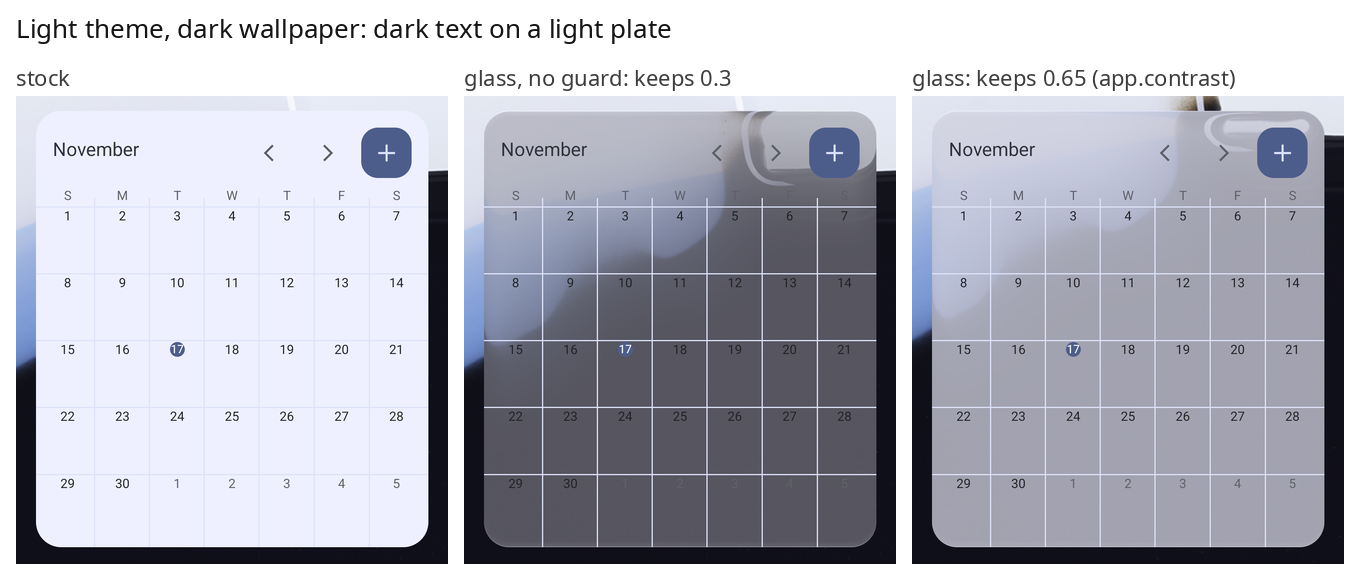 Light theme, dark wallpaper: dark text on a light plate
stock
November
+
S M T W T F S
1 2 3 4 5 6 7
8 9 10 11 12 13 14
15 16 17 18 19 20 21
22 23 24 25 26 27 28
29 30 1 2 3 4 5
glass, no guard: keeps 0.3
November
+
S M T W T F S
1 2 3 4 5 6 7
8 9 10 11 12 13 14
15 16 17 18 19 20 21
22 23 24 25 26 27 28
29 30 1 2 3 4 5
glass: keeps 0.65 (app.contrast)
November
+
S M T W T F S
1 2 3 4 5 6 7
8 9 10 11 12 13 14
15 16 17 18 19 20 21
22 23 24 25 26 27 28
29 30 1 2 3 4 5